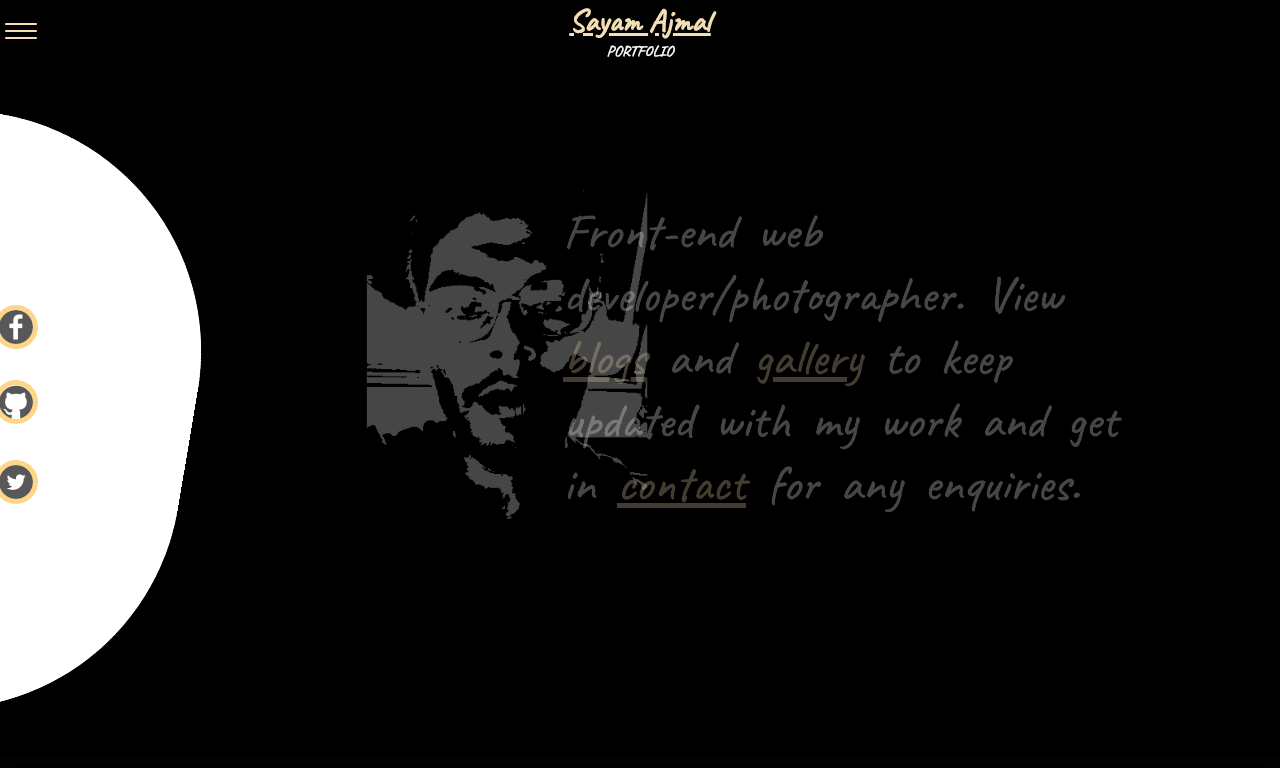 Sayam Ajmal
PORTFOLIO
Front-end web
developer/photographer. View
blogs and gallery to keep
updated with my work and get
in contact for any enquiries.